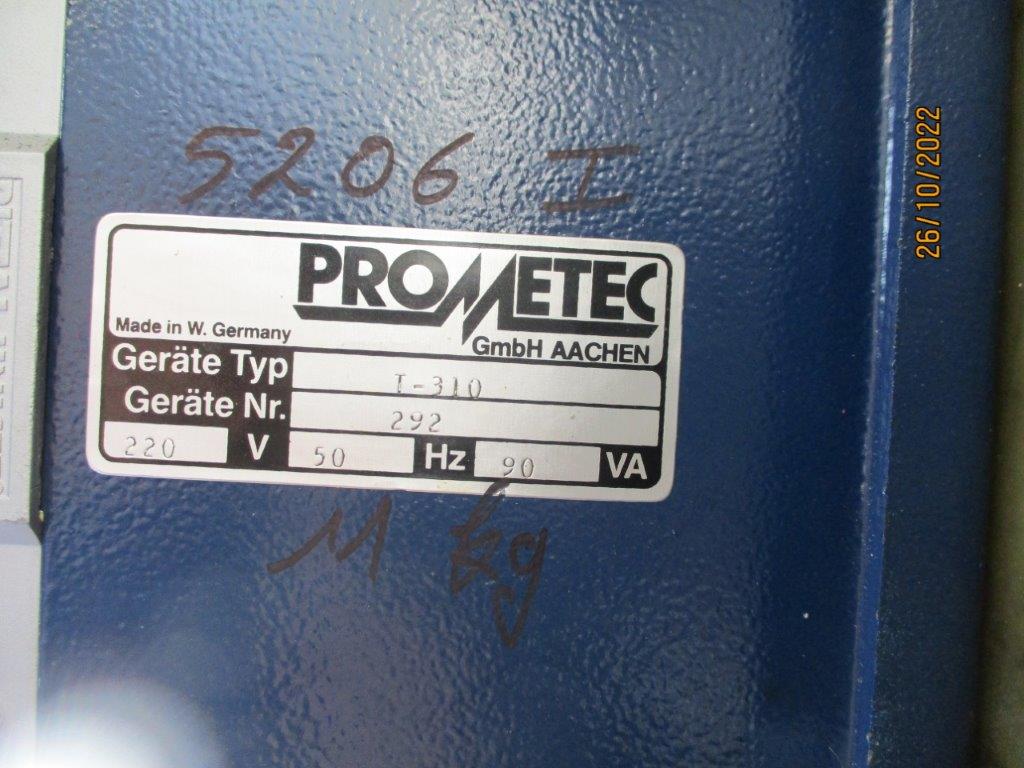 5206 I
PROMETEC
Made in W. Germany
GmbH AACHEN
Geräte Typ T-310
Geräte Nr. 292
220 V 50 Hz 90 VA
11 kg
26/10/2022